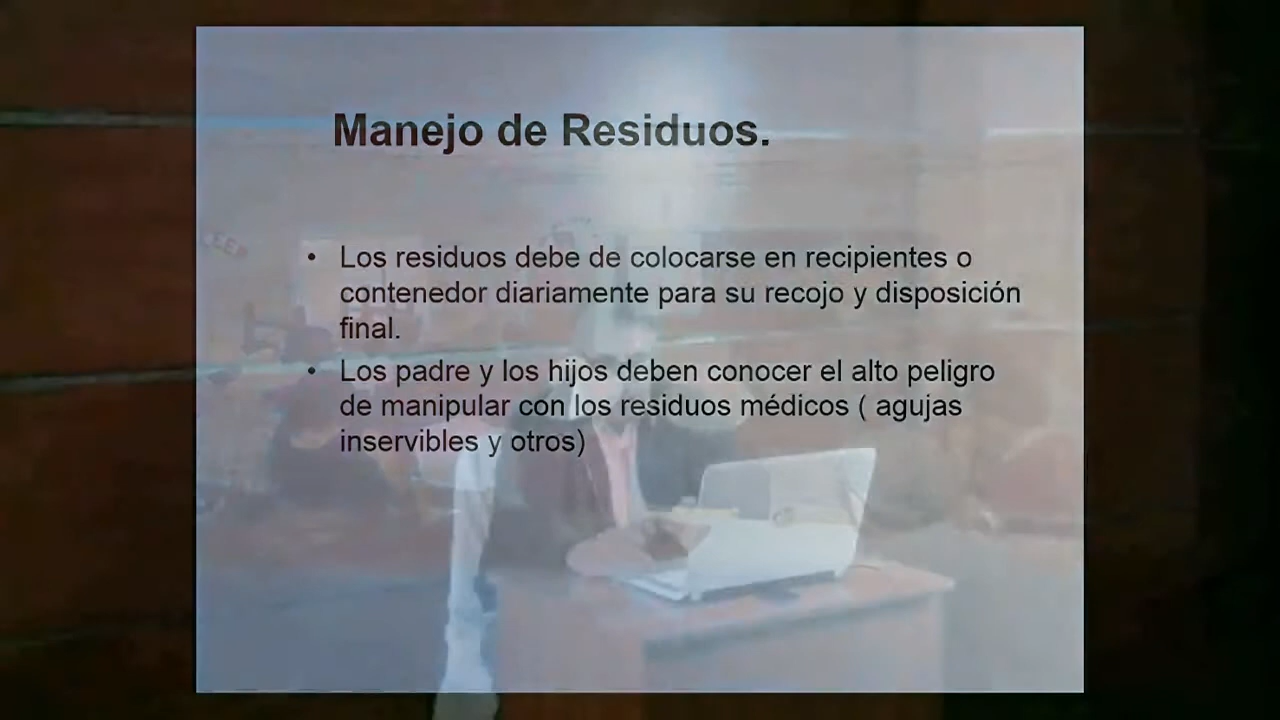 Manejo de Residuos.
• Los residuos debe de colocarse en recipientes o
contenedor diariamente para su recojo y disposición
final.
• Los padre y los hijos deben conocer el alto peligro
de manipular con los residuos médicos ( agujas
inservibles y otros)